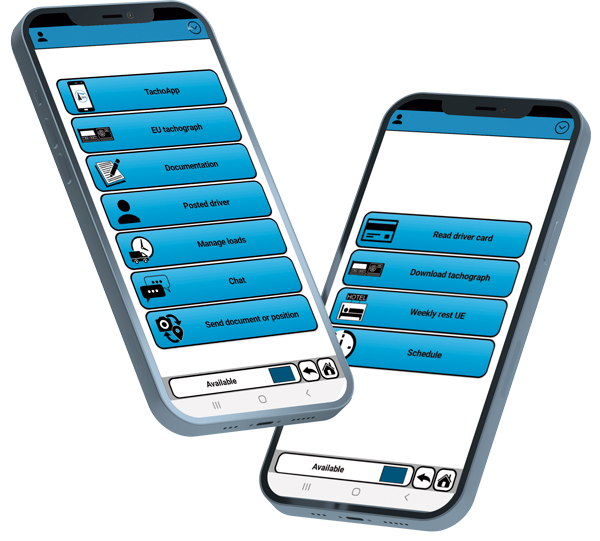 TachoApp
EU tachograph
Documentation
Posted driver
Manage loads
Chat
Send document or position
Available
Read driver card
Download tachograph
HOTEL
Weekly rest UE
Schedule
Available